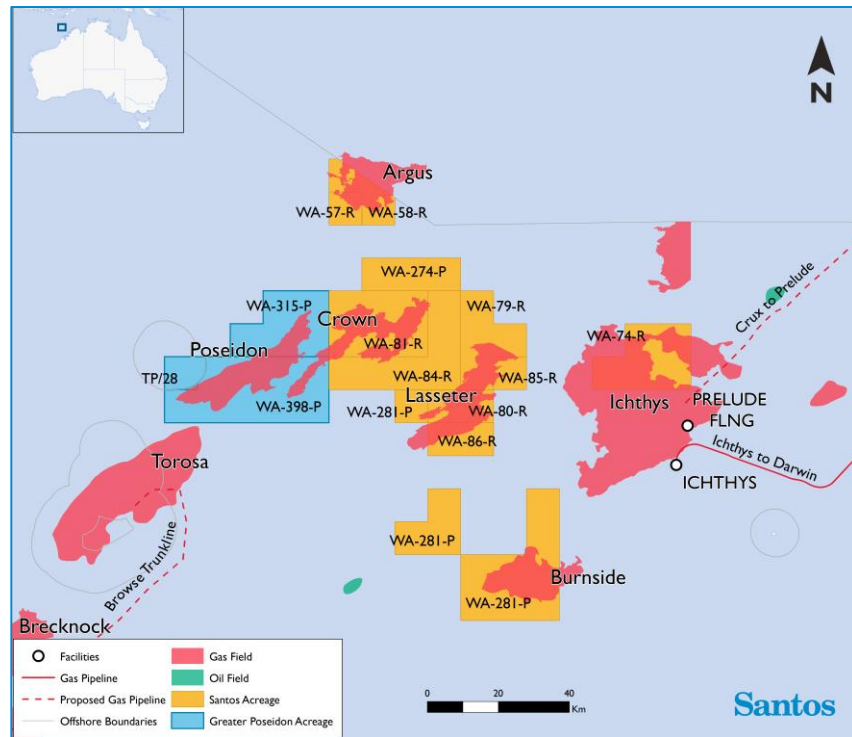 N
Argus
WA-57-R
WA-58-R
WA-274-P
WA-315-P
WA-79-R
Crown
Crux to Prelude
WA-81-R
WA-74-R
Poseidon
TP/28
WA-84-R
WA-85-R
WA-398-P
WA-281-P
Lasseter
WA-80-R
Ichthys
PRELUDE
FLNG
WA-86-R
Ichthys to Darwin
Torosa
ICHTHYS
WA-281-P
Browse Trunkline
Burnside
WA-281-P
Brecknock
Facilities
Gas Pipeline
Proposed Gas Pipeline
Offshore Boundaries
Gas Field
Oil Field
Santos Acreage
Greater Poseidon Acreage
0 20 40
Km
Santos